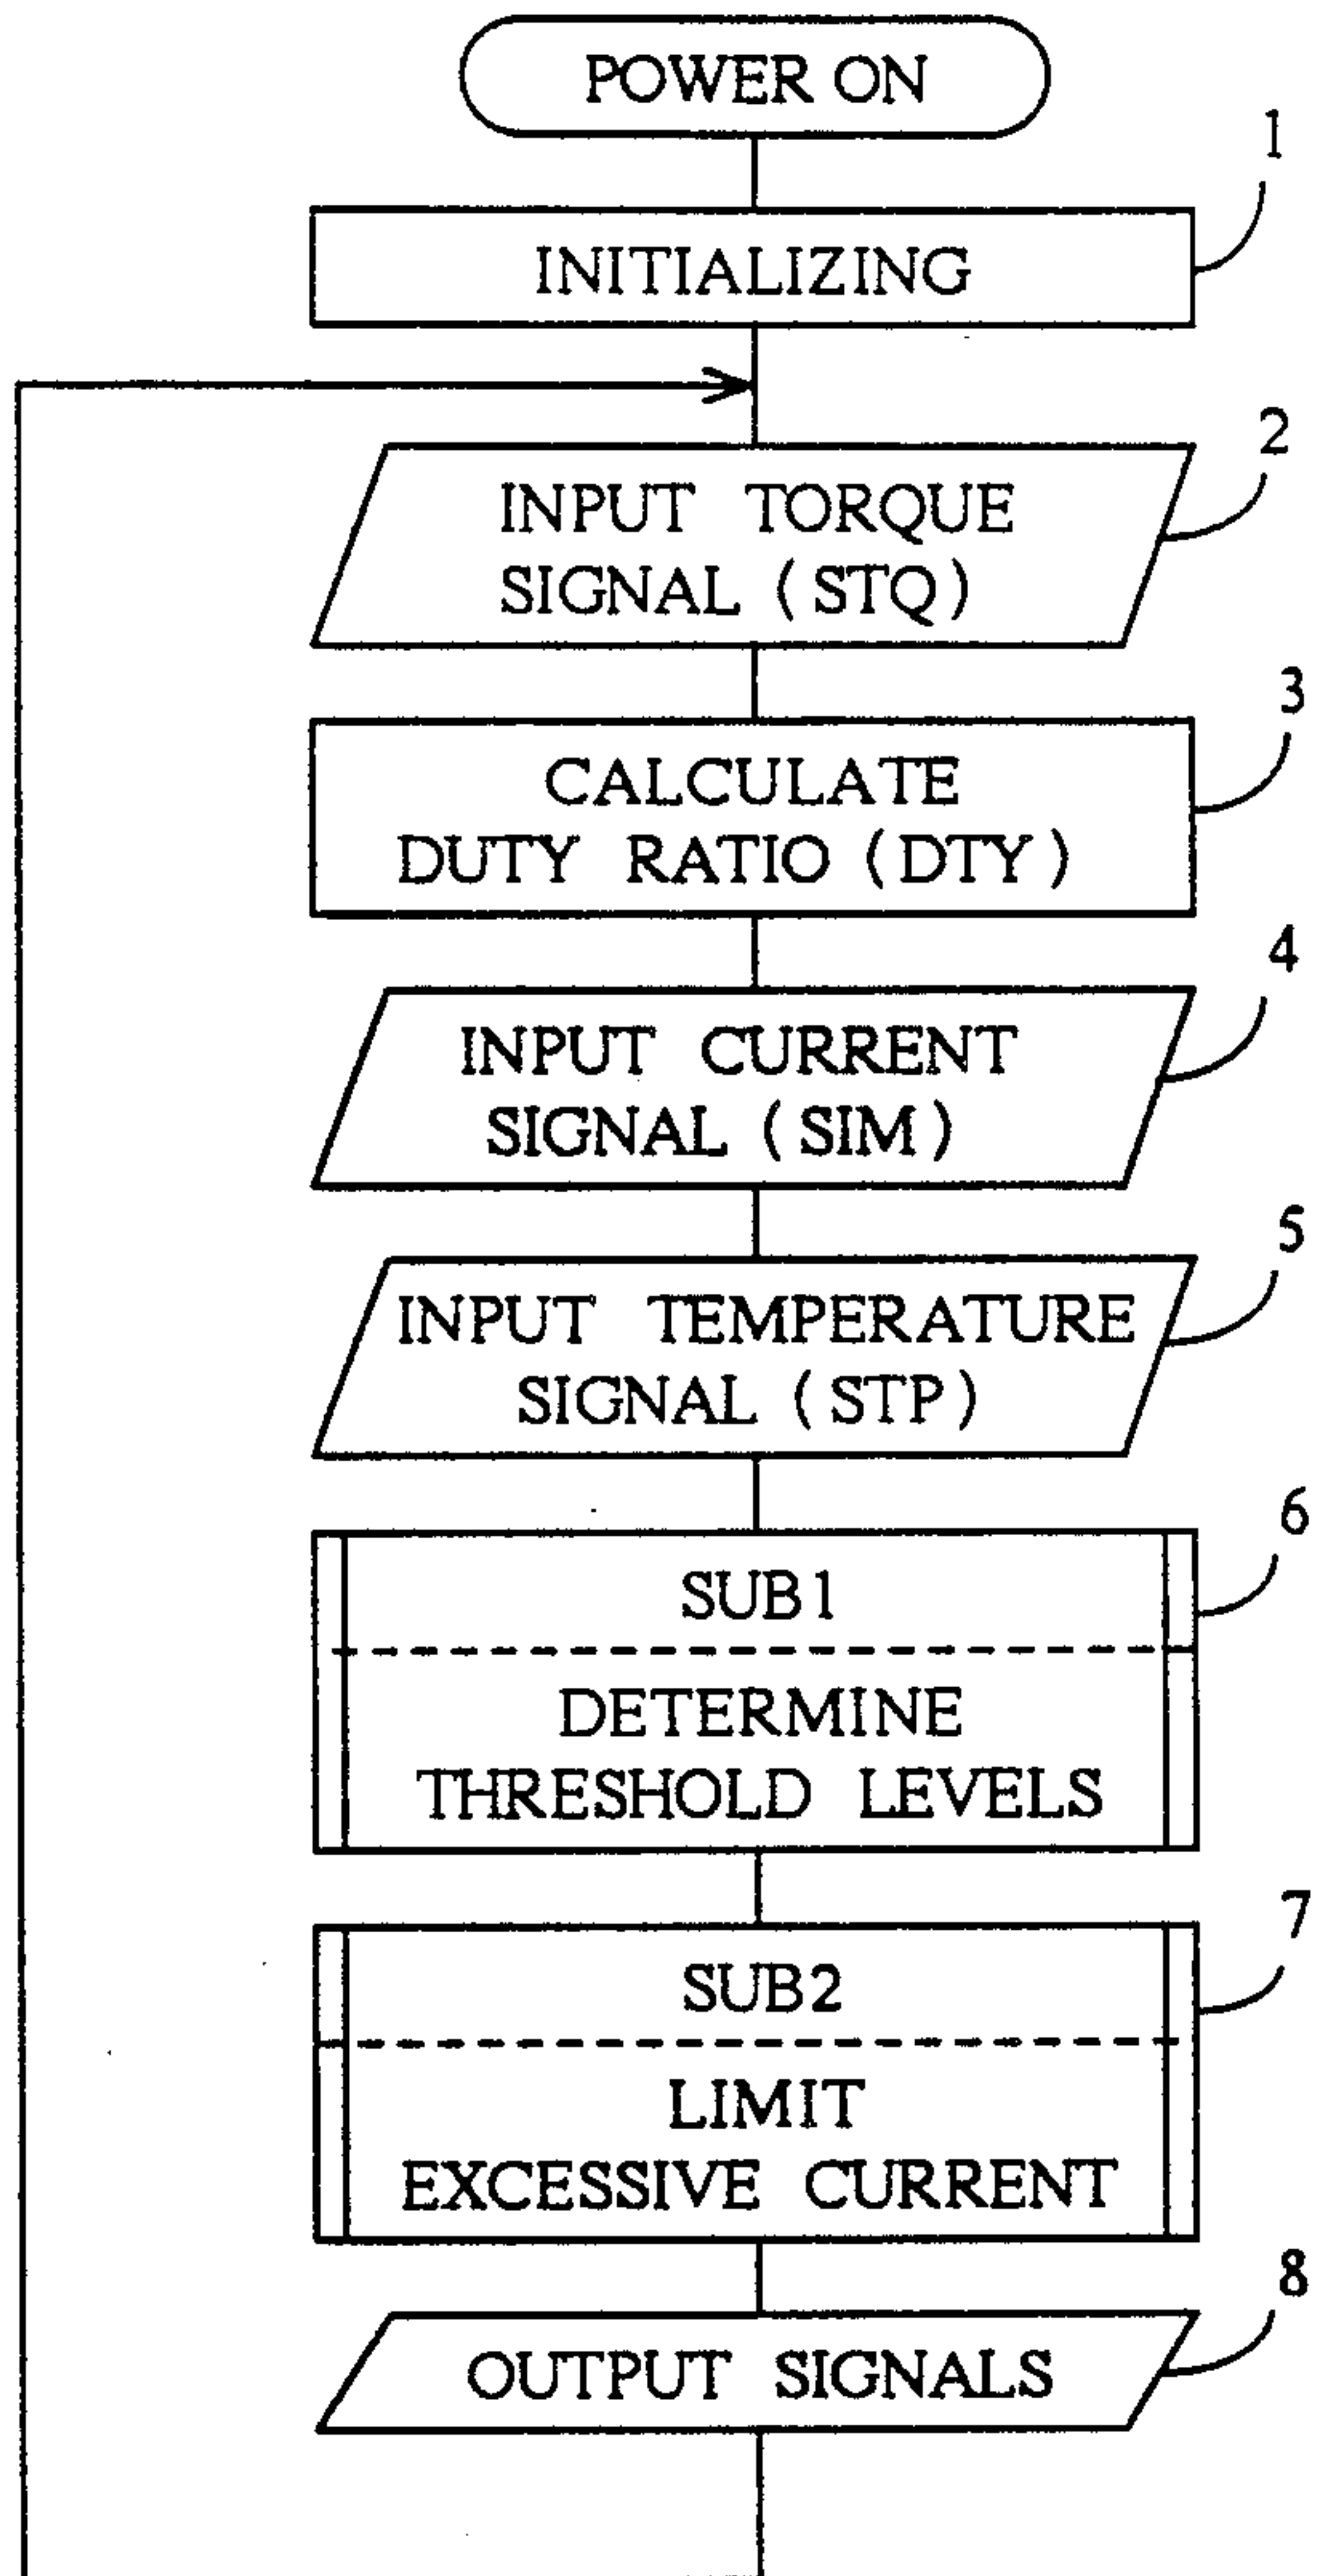 POWER ON
1
INITIALIZING
2
INPUT TORQUE
SIGNAL (STQ)
3
CALCULATE
DUTY RATIO (DTY)
4
INPUT CURRENT
SIGNAL (SIM)
5
INPUT TEMPERATURE
SIGNAL (STP)
6
SUB1
DETERMINE
THRESHOLD LEVELS
7
SUB2
LIMIT
EXCESSIVE CURRENT
8
OUTPUT SIGNALS